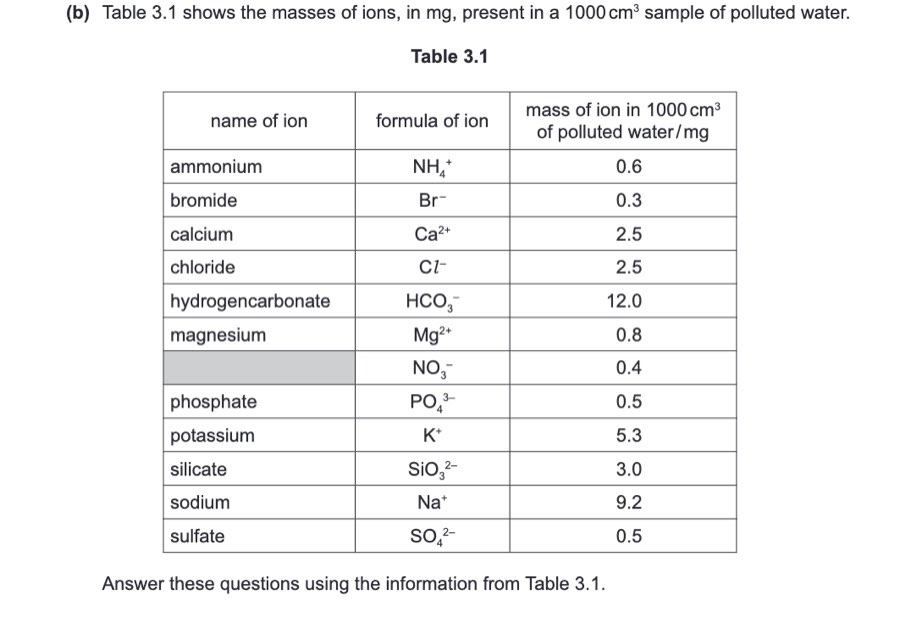 (b) Table 3.1 shows the masses of ions, in mg, present in a 1000 cm³ sample of polluted water.
Table 3.1
name of ion formula of ion mass of ion in 1000 cm³ of polluted water / mg
ammonium NH₄⁺ 0.6
bromide Br⁻ 0.3
calcium Ca²⁺ 2.5
chloride Cl⁻ 2.5
hydrogencarbonate HCO₃⁻ 12.0
magnesium Mg²⁺ 0.8
NO₃⁻ 0.4
phosphate PO₄³⁻ 0.5
potassium K⁺ 5.3
silicate SiO₃²⁻ 3.0
sodium Na⁺ 9.2
sulfate SO₄²⁻ 0.5
Answer these questions using the information from Table 3.1.